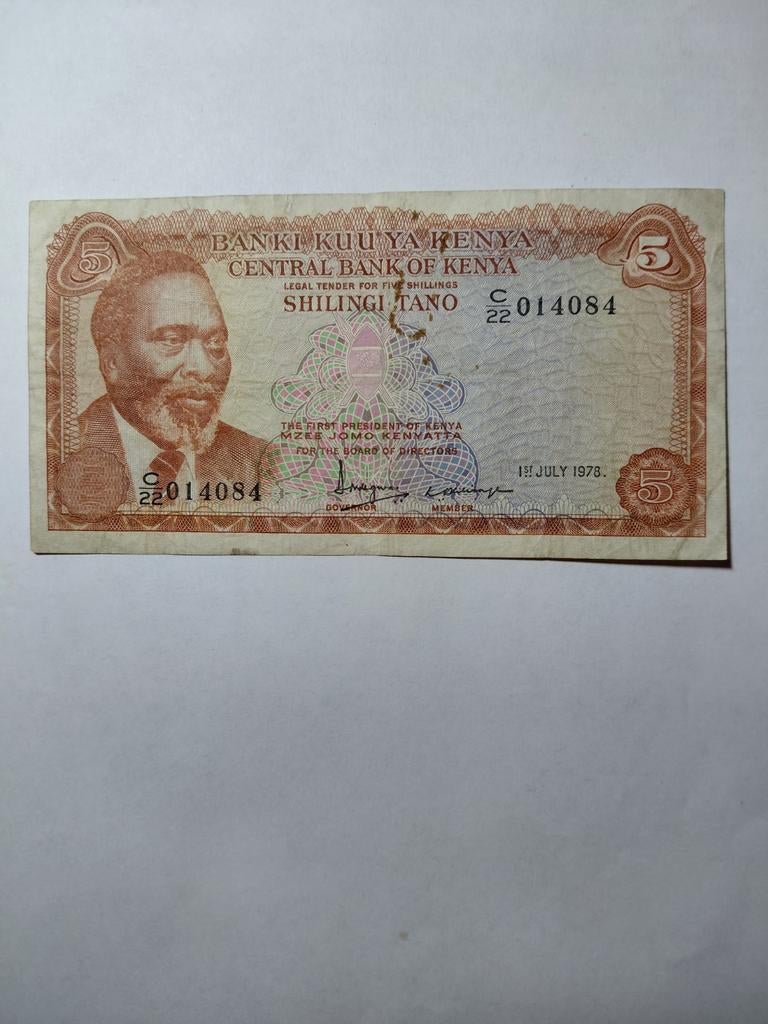 5
5
BANKI KUU YA KENYA
CENTRAL BANK OF KENYA
LEGAL TENDER FOR FIVE SHILLINGS
SHILINGI TANO
C/22 014084
THE FIRST PRESIDENT OF KENYA
MZEE JOMO KENYATTA
FOR THE BOARD OF DIRECTORS
1ST JULY 1978.
C/22 014084
GOVERNOR
MEMBER
5